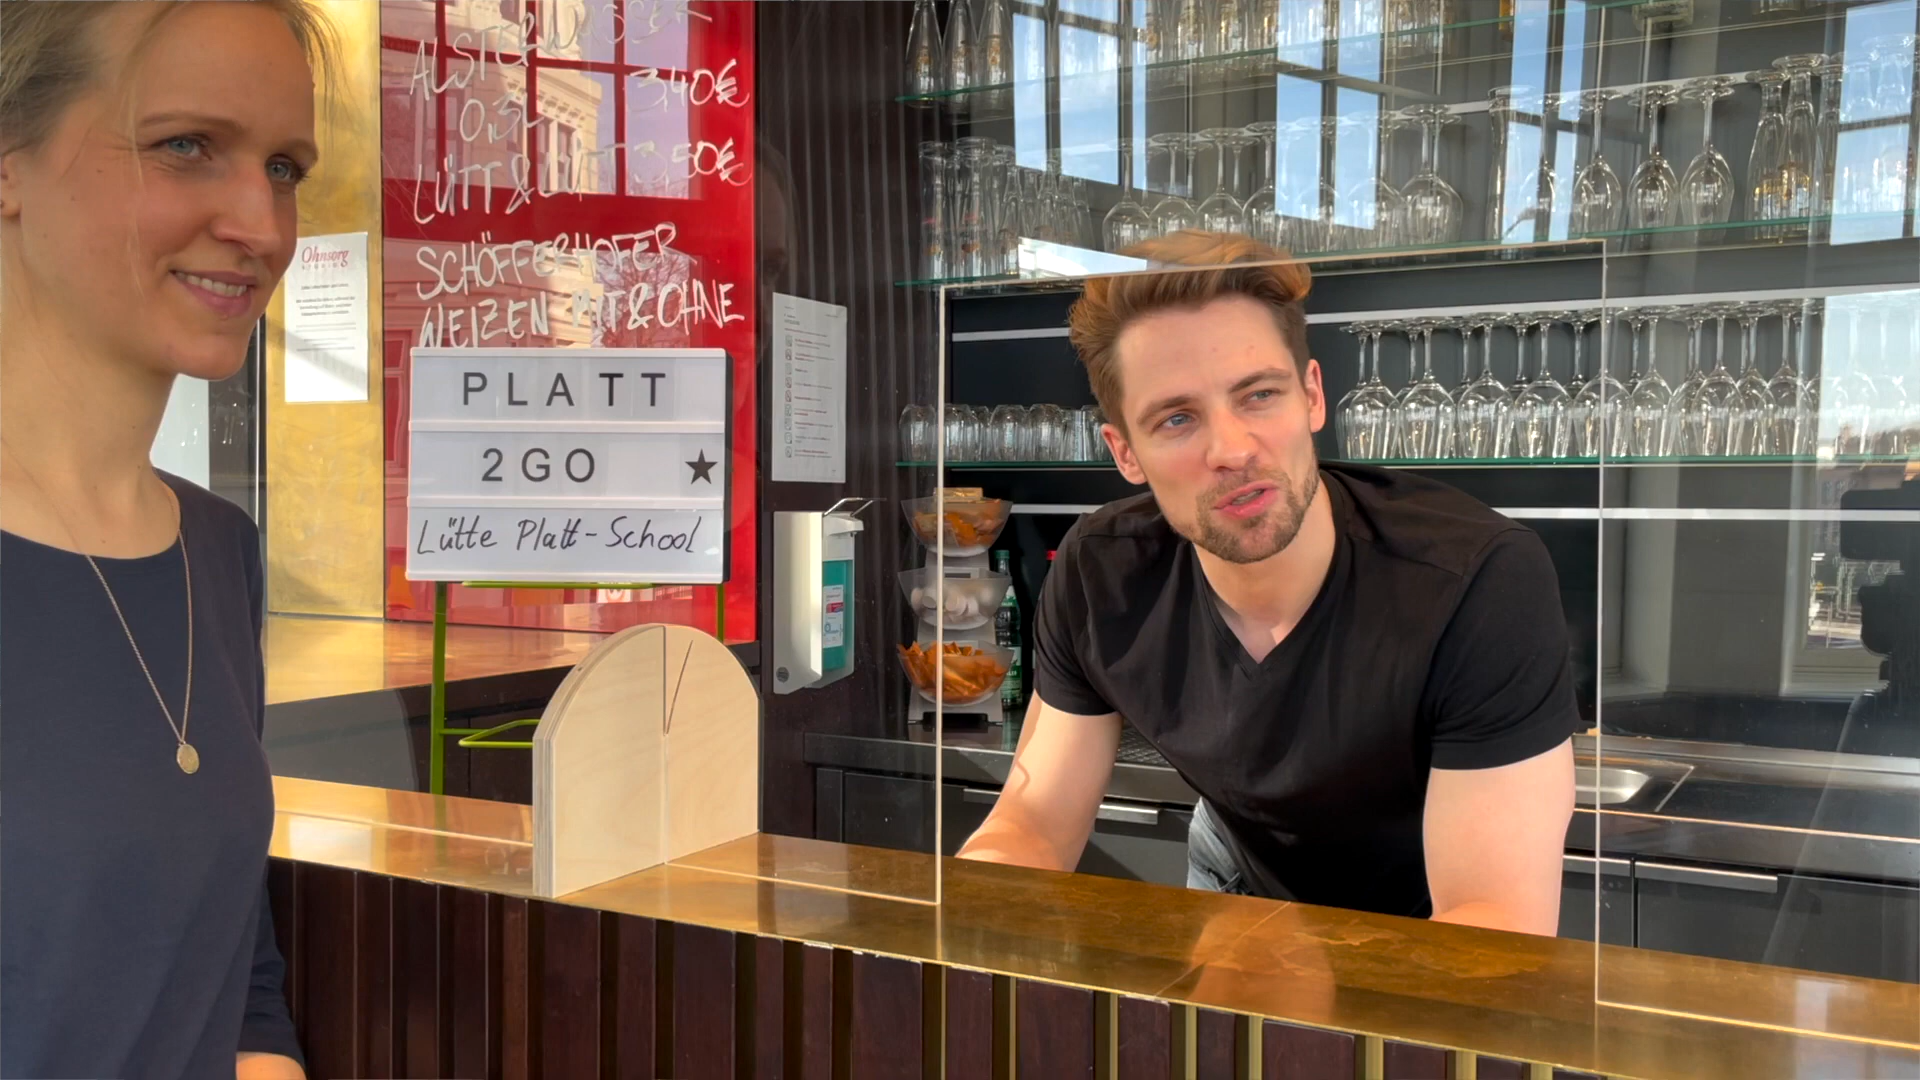 ALSTERWASSER
0,3L 3,40€
LÜTT & LÜTT 3,50€
SCHÖFFERHOFER
WEIZEN MIT & OHNE
Ohnsorg
PLATT
2GO ★
Lütte Platt-School